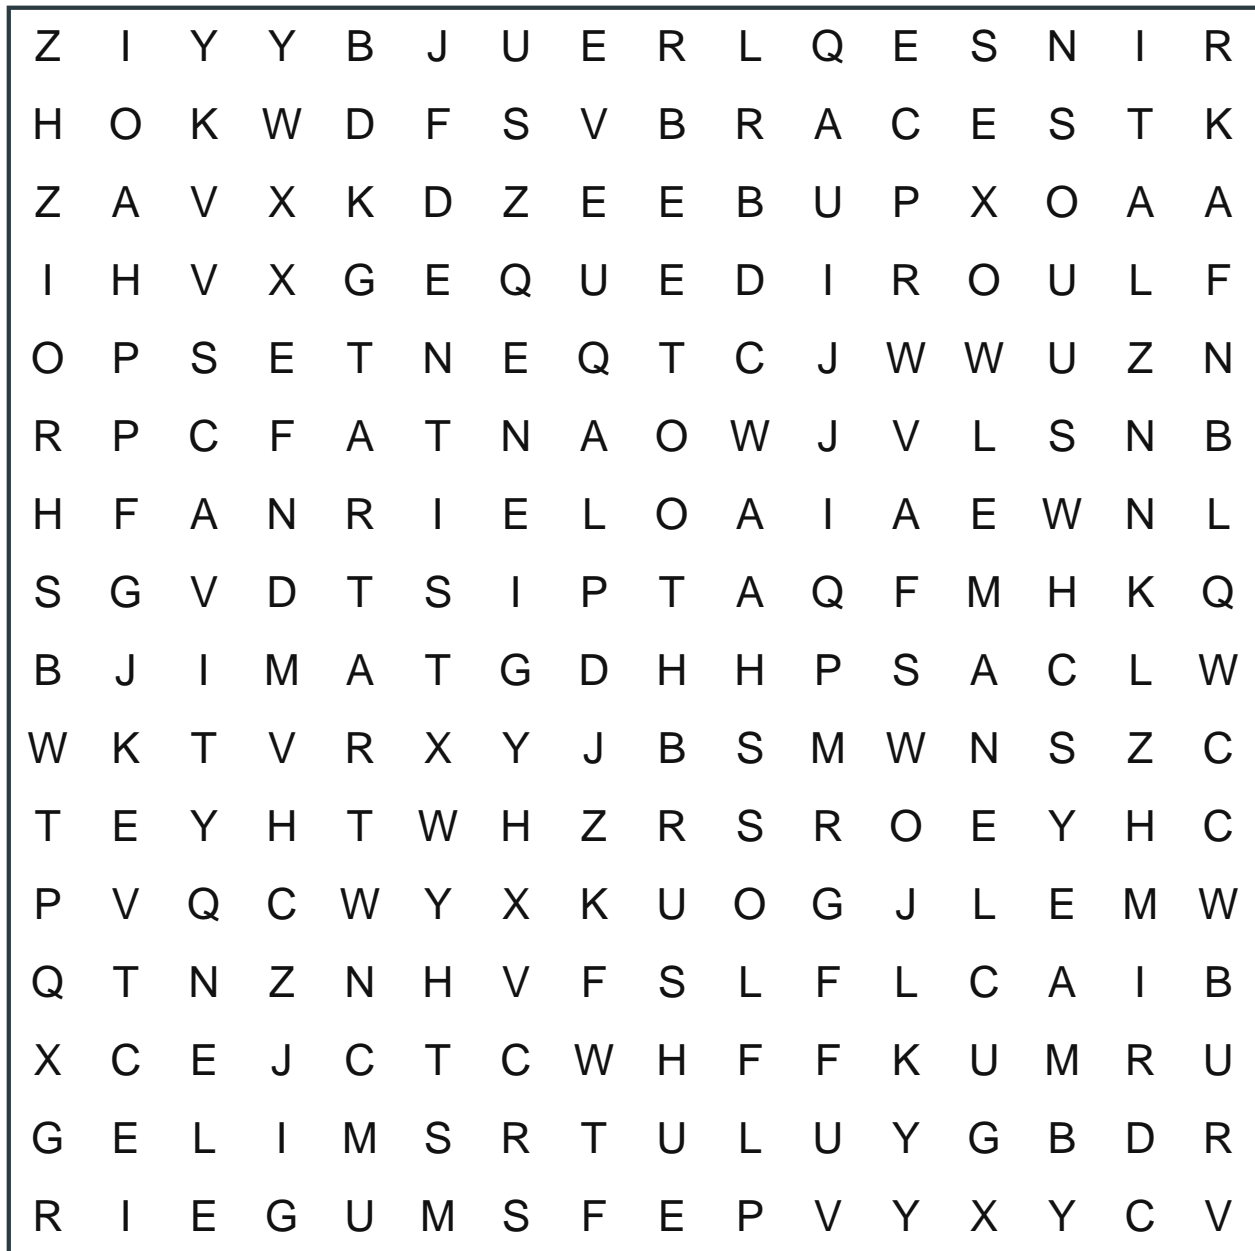 Z I Y Y B J U E R L Q E S N I R
H O K W D F S V B R A C E S T K
Z A V X K D Z E E B U P X O A A
I H V X G E Q U E D I R O U L F
O P S E T N E Q T C J W W U Z N
R P C F A T N A O W J V L S N B
H F A N R I E L O A I A E W N L
S G V D T S I P T A Q F M H K Q
B J I M A T G D H H P S A C L W
W K T V R X Y J B S M W N S Z C
T E Y H T W H Z R S R O E Y H C
P V Q C W Y X K U O G J L E M W
Q T N Z N H V F S L F L C A I B
X C E J C T C W H F F K U M R U
G E L I M S R T U L U Y G B D R
R I E G U M S F E P V Y X Y C V